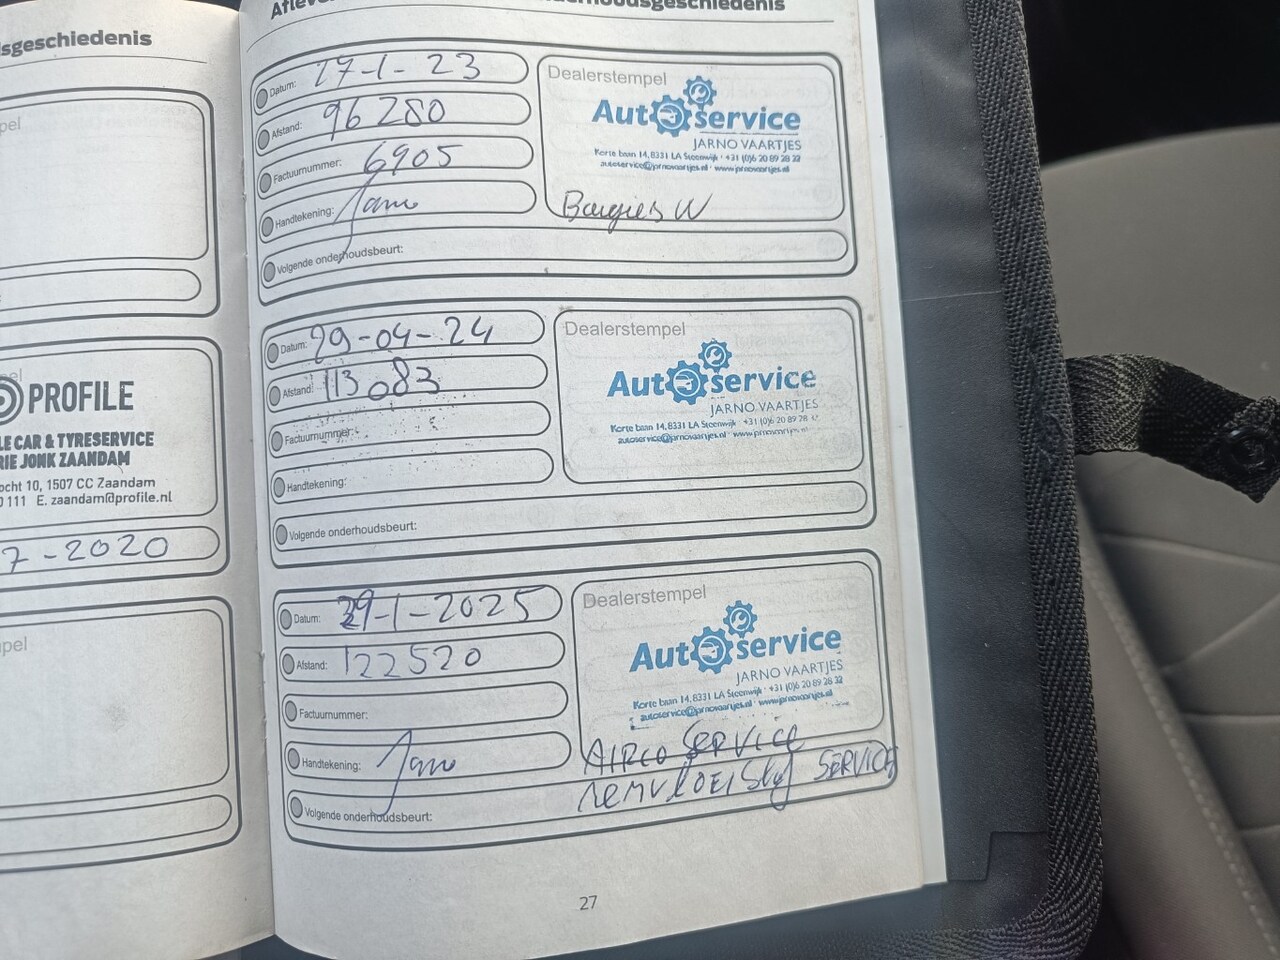 sgeschiedenis
pel
PROFILE
LE CAR & TYRESERVICE
RIE JONK ZAANDAM
ocht 10, 1507 CC Zaandam
0 111 E. zaandam@profile.nl
7-2020
pel
houdsgeschiedenis
Datum: 27-1-23
Afstand: 96280
Factuurnummer: 6905
Handtekening: Jarno
Volgende onderhoudsbeurt:
Dealerstempel
Autoservice
JARNO VAARTJES
Korte baan 14, 8331 LA Steenwijk · +31 (0)6 20 89 28 32
autoservice@jarnovaartjes.nl · www.jarnovaartjes.nl
Bougies W
Datum: 29-04-24
Afstand: 113083
Factuurnummer:
Handtekening:
Volgende onderhoudsbeurt:
Dealerstempel
Autoservice
JARNO VAARTJES
Korte baan 14, 8331 LA Steenwijk · +31 (0)6 20 89 28
autoservice@jarnovaartjes.nl · www.jarnovaartjes.nl
Datum: 29-1-2025
Afstand: 122520
Factuurnummer:
Handtekening: Jarno
Volgende onderhoudsbeurt:
Dealerstempel
Autoservice
JARNO VAARTJES
Korte baan 14, 8331 LA Steenwijk · +31 (0)6 20 89 28 32
autoservice@jarnovaartjes.nl · www.jarnovaartjes.nl
AIRCO SERVICE
remvloeistof SERVICE
27